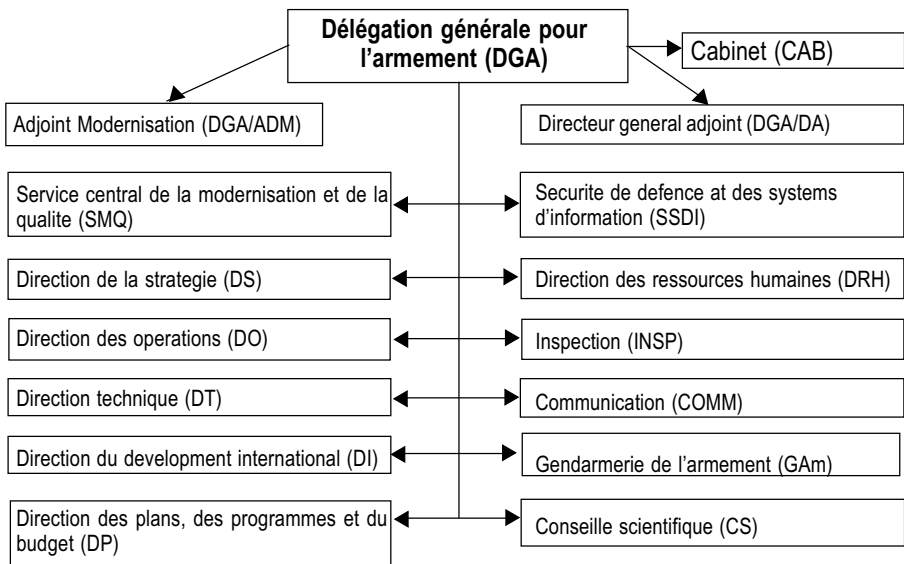 Délégation générale pour
l'armement (DGA)
Cabinet (CAB)
Adjoint Modernisation (DGA/ADM)
Directeur general adjoint (DGA/DA)
Service central de la modernisation et de la
qualite (SMQ)
Securite de defence at des systems
d'information (SSDI)
Direction de la strategie (DS)
Direction des ressources humaines (DRH)
Direction des operations (DO)
Inspection (INSP)
Direction technique (DT)
Communication (COMM)
Direction du development international (DI)
Gendarmerie de l'armement (GAm)
Direction des plans, des programmes et du
budget (DP)
Conseille scientifique (CS)